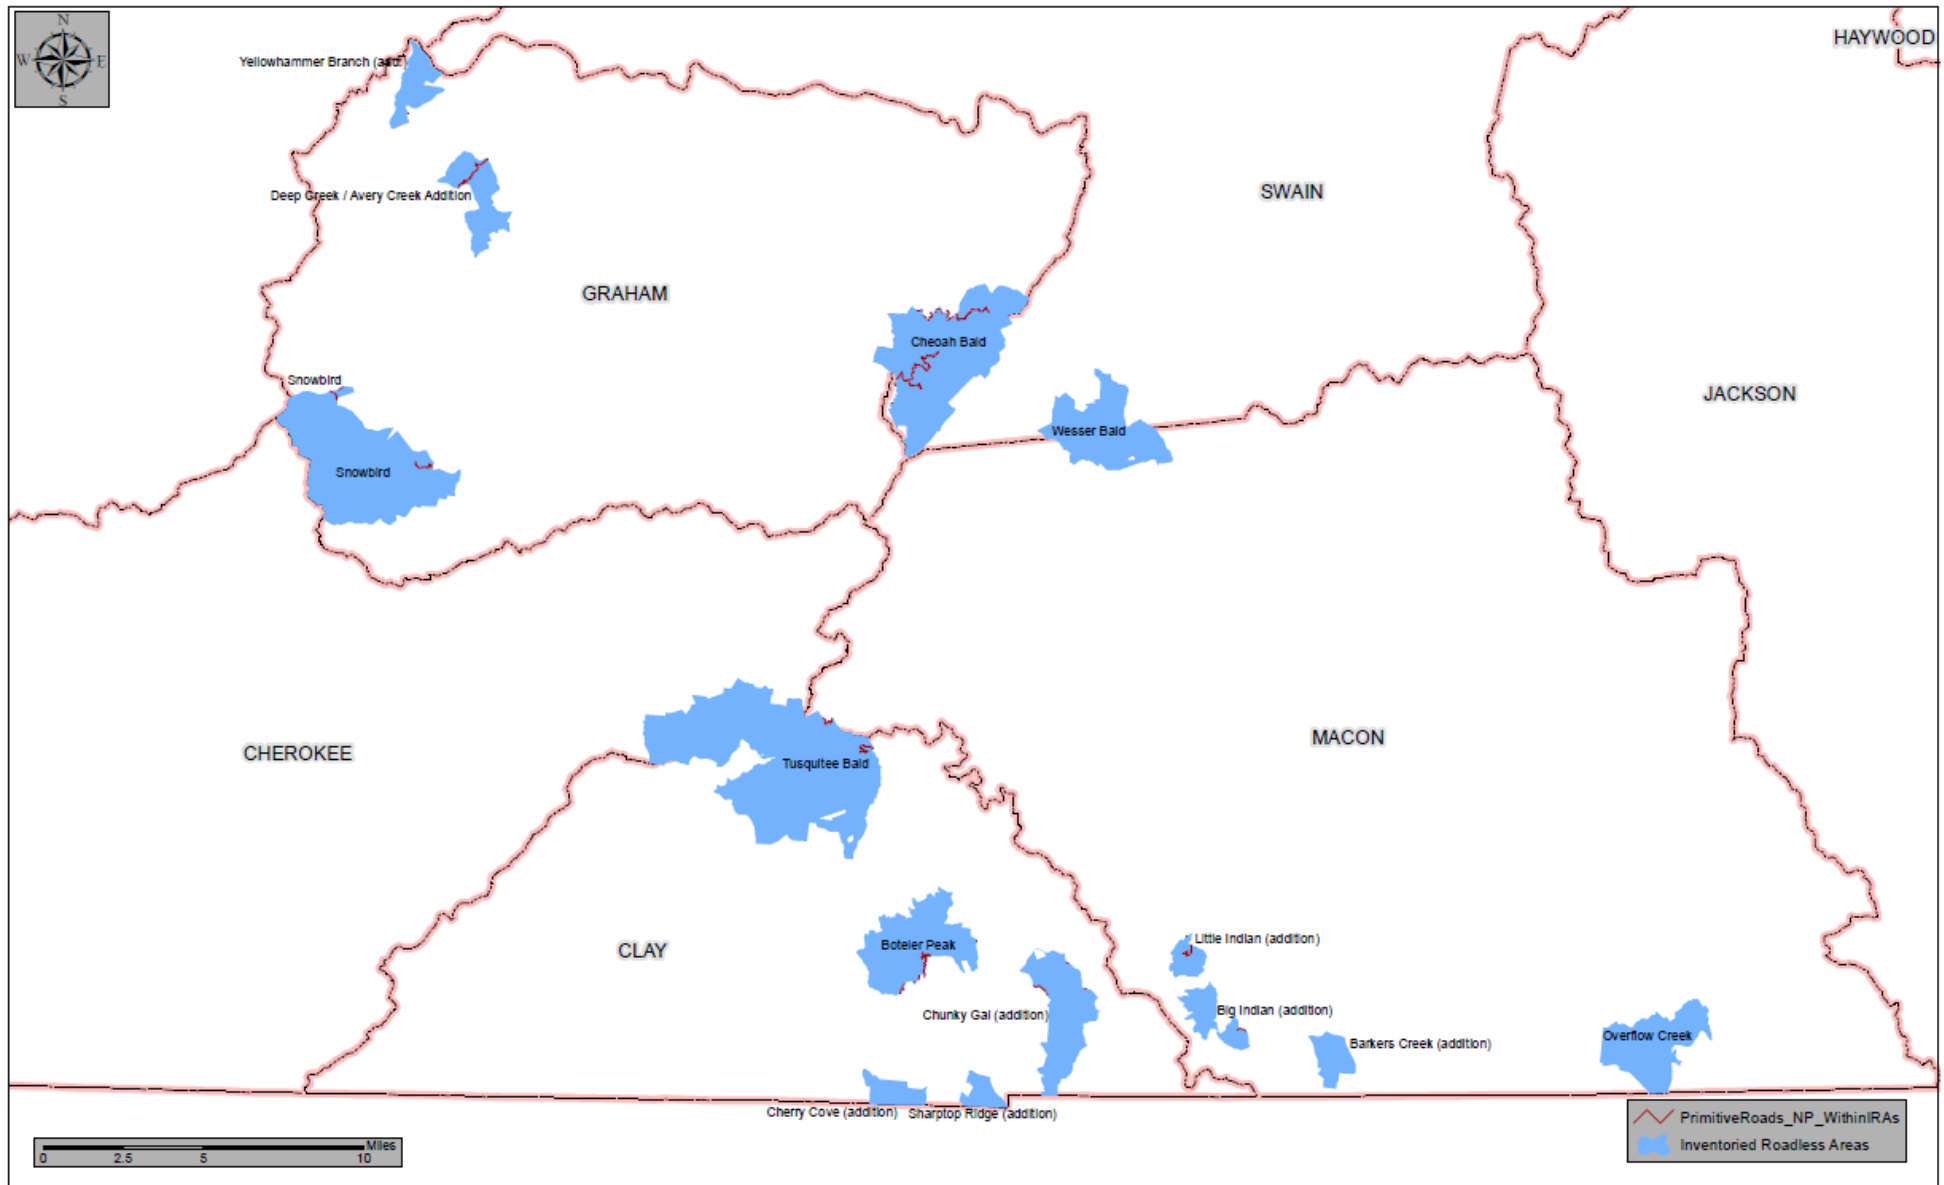 N
W E
S
HAYWOOD
Yellowhammer Branch (add.)
Deep Creek / Avery Creek Addition
SWAIN
GRAHAM
Cheoah Bald
Snowbird
JACKSON
Wesser Bald
Snowbird
MACON
CHEROKEE
Tusquitee Bald
Little Indian (addition)
Boteler Peak
CLAY
Big Indian (addition)
Chunky Gal (addition)
Overflow Creek
Barkers Creek (addition)
Cherry Cove (addition) Sharptop Ridge (addition)
PrimitiveRoads_NP_WithinIRAs
Inventoried Roadless Areas
Miles
0 2.5 5 10